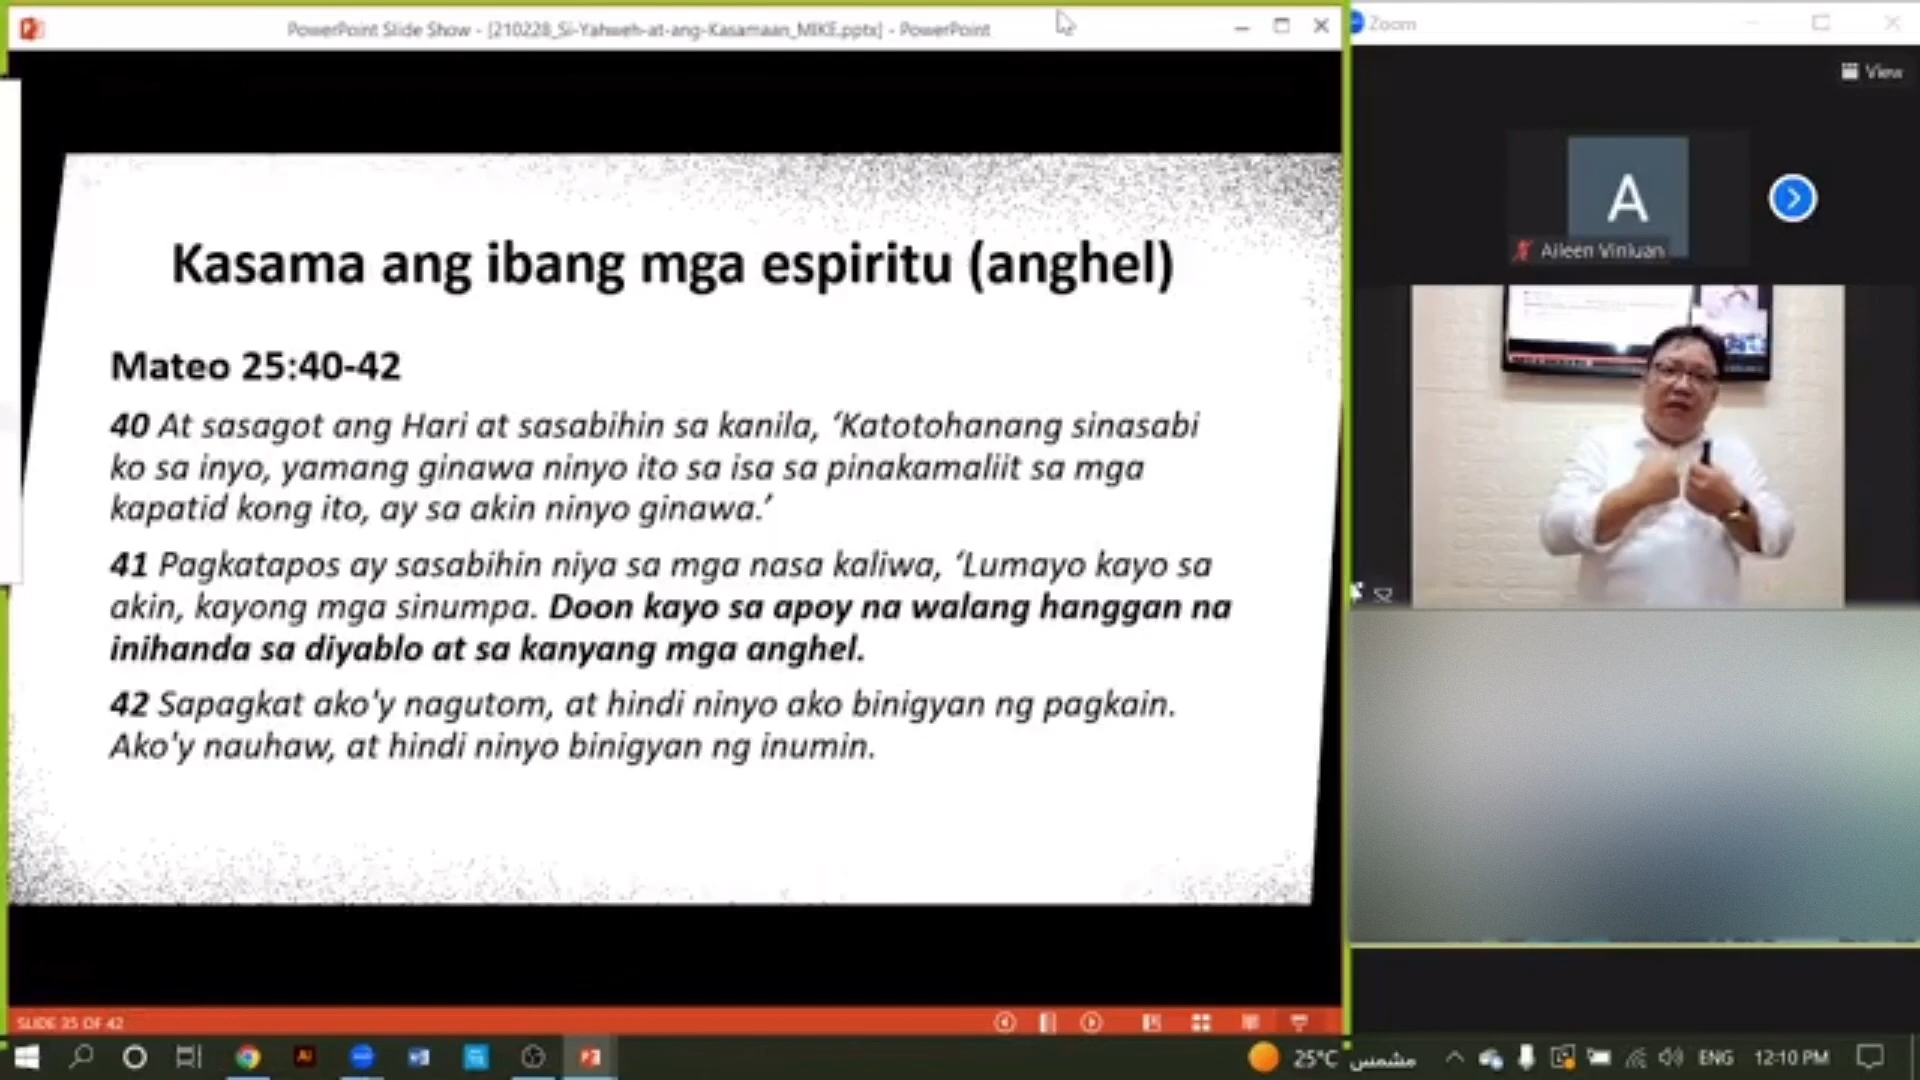 PowerPoint Slide Show - [210228_Si-Yahweh-at-ang-Kasamaan_MIKE.pptx] - PowerPoint
Zoom
View
A
Aileen Vinluan
Kasama ang ibang mga espiritu (anghel)
Mateo 25:40-42
40 At sasagot ang Hari at sasabihin sa kanila, ‘Katotohanang sinasabi
ko sa inyo, yamang ginawa ninyo ito sa isa sa pinakamaliit sa mga
kapatid kong ito, ay sa akin ninyo ginawa.’
41 Pagkatapos ay sasabihin niya sa mga nasa kaliwa, ‘Lumayo kayo sa
akin, kayong mga sinumpa. Doon kayo sa apoy na walang hanggan na
inihanda sa diyablo at sa kanyang mga anghel.
42 Sapagkat ako'y nagutom, at hindi ninyo ako binigyan ng pagkain.
Ako'y nauhaw, at hindi ninyo binigyan ng inumin.
SLIDE 35 OF 42
Ai
25°C مشمس
ENG
12:10 PM